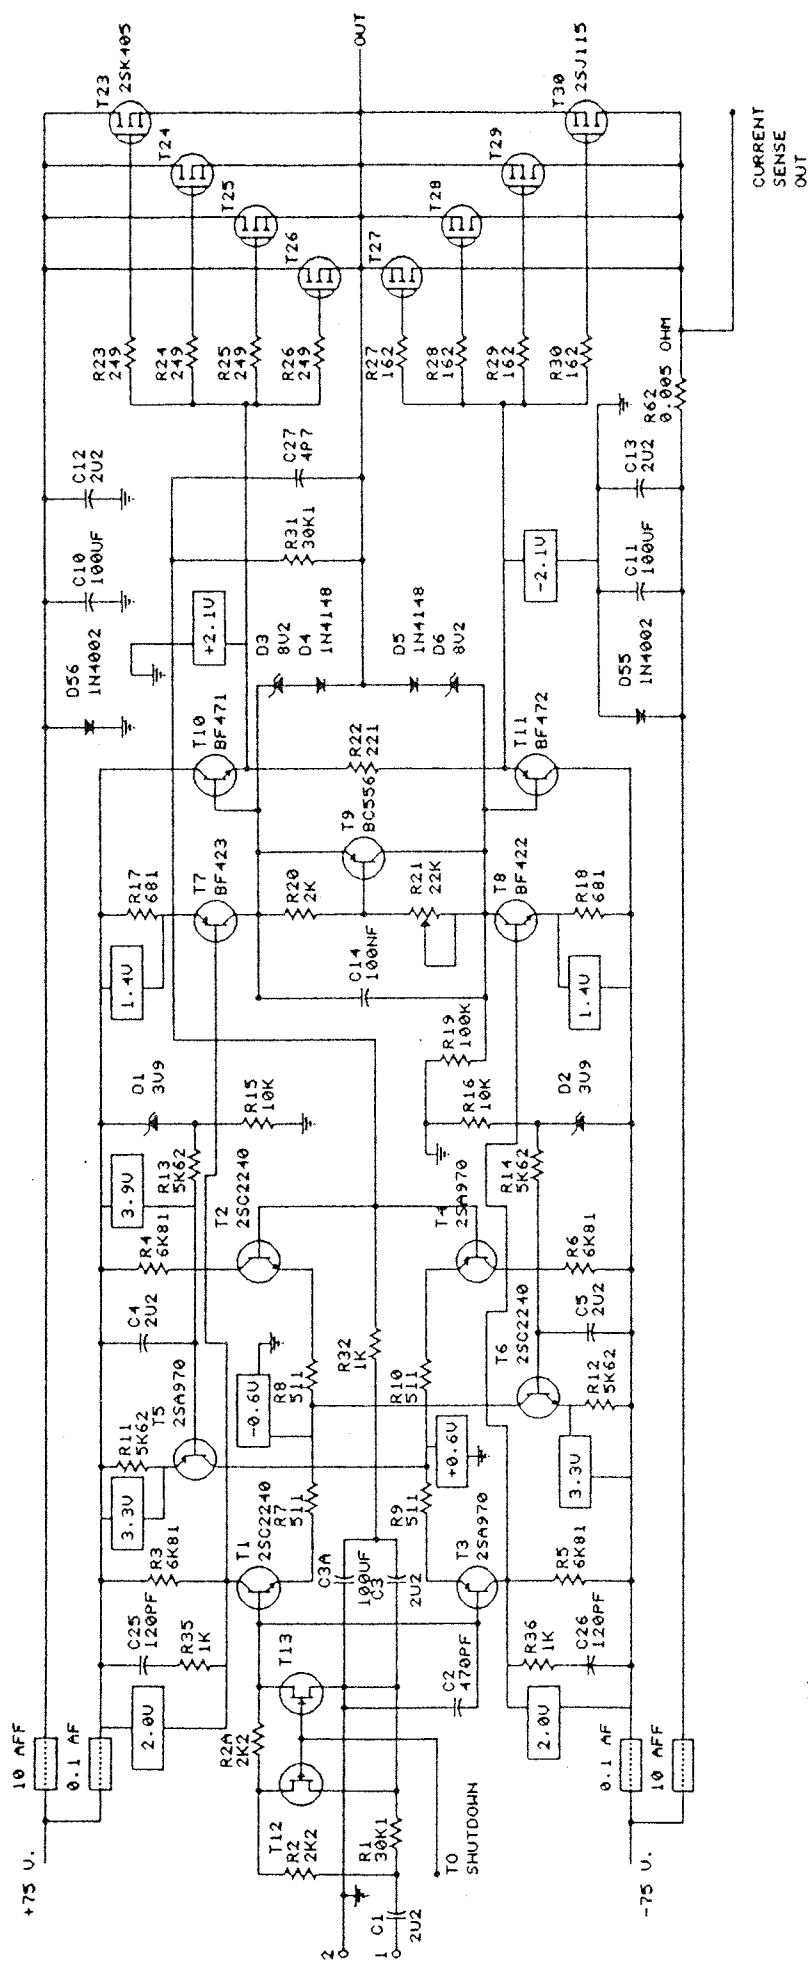 +75 V.
10 AFF
0.1 AF
2.0V
C25
120PF
R35
1K
R3
6K81
3.3V
R11
5K62
T5
2SA970
C4
2U2
R4
6K81
3.9V
R13
5K62
D1
3V9
R15
10K
1.4V
R17
681
T7
BF423
T10
BF471
D56
1N4002
+2.1V
C10
100UF
C12
2U2
R23
249
R24
249
R25
249
R26
249
T23
2SK405
T24
T25
T26
OUT
2
1
C1
2U2
R2
2K2
R1
30K1
T12
R2A
2K2
T13
TO
SHUTDOWN
T1
2SC2240
C3A
100UF
C3
2U2
C2
470PF
R7
511
-0.6V
R8
511
R32
1K
T2
2SC2240
R9
511
+0.6V
R10
511
T3
2SA970
T4
2SA970
C14
100NF
R20
2K
R21
22K
T9
BC556
R22
221
D3
8V2
D4
1N4148
D5
1N4148
D6
8V2
R31
30K1
C27
4P7
R27
162
R28
162
R29
162
R30
162
T27
T28
T29
T30
2SJ115
-75 V.
0.1 AF
10 AFF
2.0V
R36
1K
C26
120PF
R5
6K81
3.3V
R12
5K62
T6
2SC2240
C5
2U2
R6
6K81
R14
5K62
R16
10K
D2
3V9
R19
100K
T8
BF422
1.4V
R18
681
T11
BF472
-2.1V
D55
1N4002
C11
100UF
C13
2U2
R62
0.005 OHM
CURRENT
SENSE
OUT